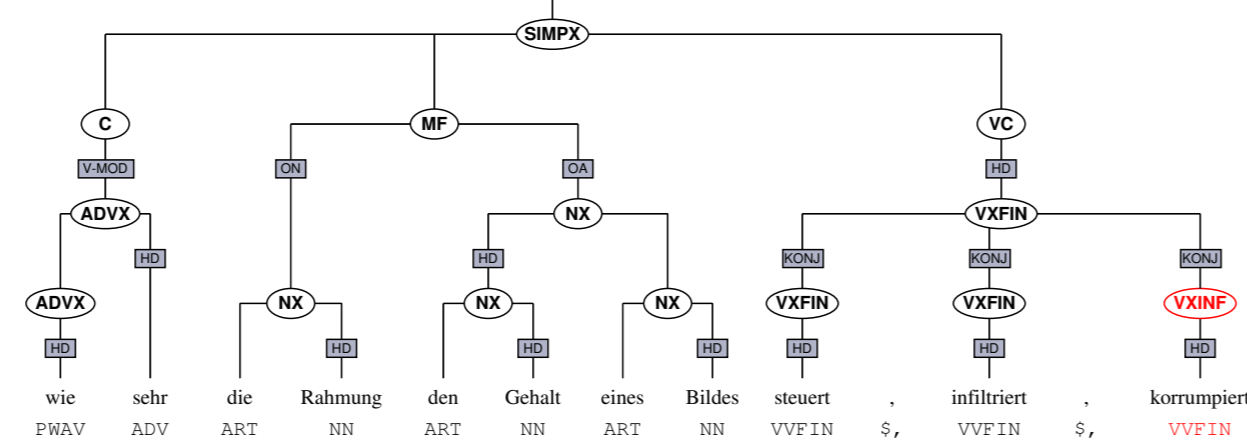 SIMPX
C MF VC
V-MOD ON OA HD
ADVX NX VXFIN
HD HD KONJ KONJ KONJ
ADVX NX NX NX VXFIN VXFIN VXINF
HD HD HD HD HD HD HD
wie sehr die Rahmung den Gehalt eines Bildes steuert , infiltriert , korrumpiert
PWAV ADV ART NN ART NN ART NN VVFIN $, VVFIN $, VVFIN